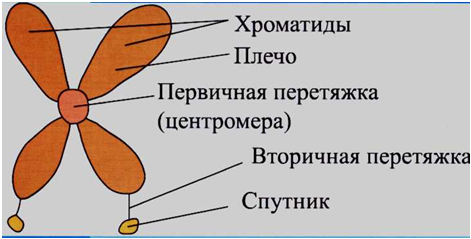 Хроматиды
Плечо
Первичная перетяжка
(центромера)
Вторичная перетяжка
Спутник